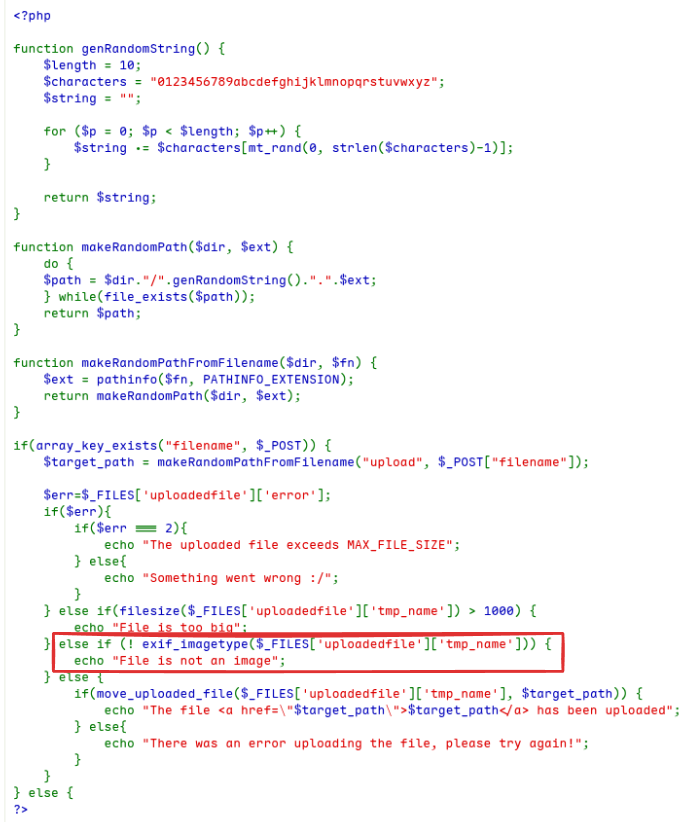 <?php

function genRandomString() {
    $length = 10;
    $characters = "0123456789abcdefghijklmnopqrstuvwxyz";
    $string = "";

    for ($p = 0; $p < $length; $p++) {
        $string .= $characters[mt_rand(0, strlen($characters)-1)];
    }

    return $string;
}

function makeRandomPath($dir, $ext) {
    do {
    $path = $dir."/".genRandomString().".".$ext;
    } while(file_exists($path));
    return $path;
}

function makeRandomPathFromFilename($dir, $fn) {
    $ext = pathinfo($fn, PATHINFO_EXTENSION);
    return makeRandomPath($dir, $ext);
}

if(array_key_exists("filename", $_POST)) {
    $target_path = makeRandomPathFromFilename("upload", $_POST["filename"]);

    $err=$_FILES['uploadedfile']['error'];
    if($err){
        if($err === 2){
            echo "The uploaded file exceeds MAX_FILE_SIZE";
        } else{
            echo "Something went wrong :/";
        }
    } else if(filesize($_FILES['uploadedfile']['tmp_name']) > 1000) {
        echo "File is too big";
    } else if (! exif_imagetype($_FILES['uploadedfile']['tmp_name'])) {
        echo "File is not an image";
    } else {
        if(move_uploaded_file($_FILES['uploadedfile']['tmp_name'], $target_path)) {
            echo "The file <a href=\"$target_path\">$target_path</a> has been uploaded";
        } else{
            echo "There was an error uploading the file, please try again!";
        }
    }
} else {
?>